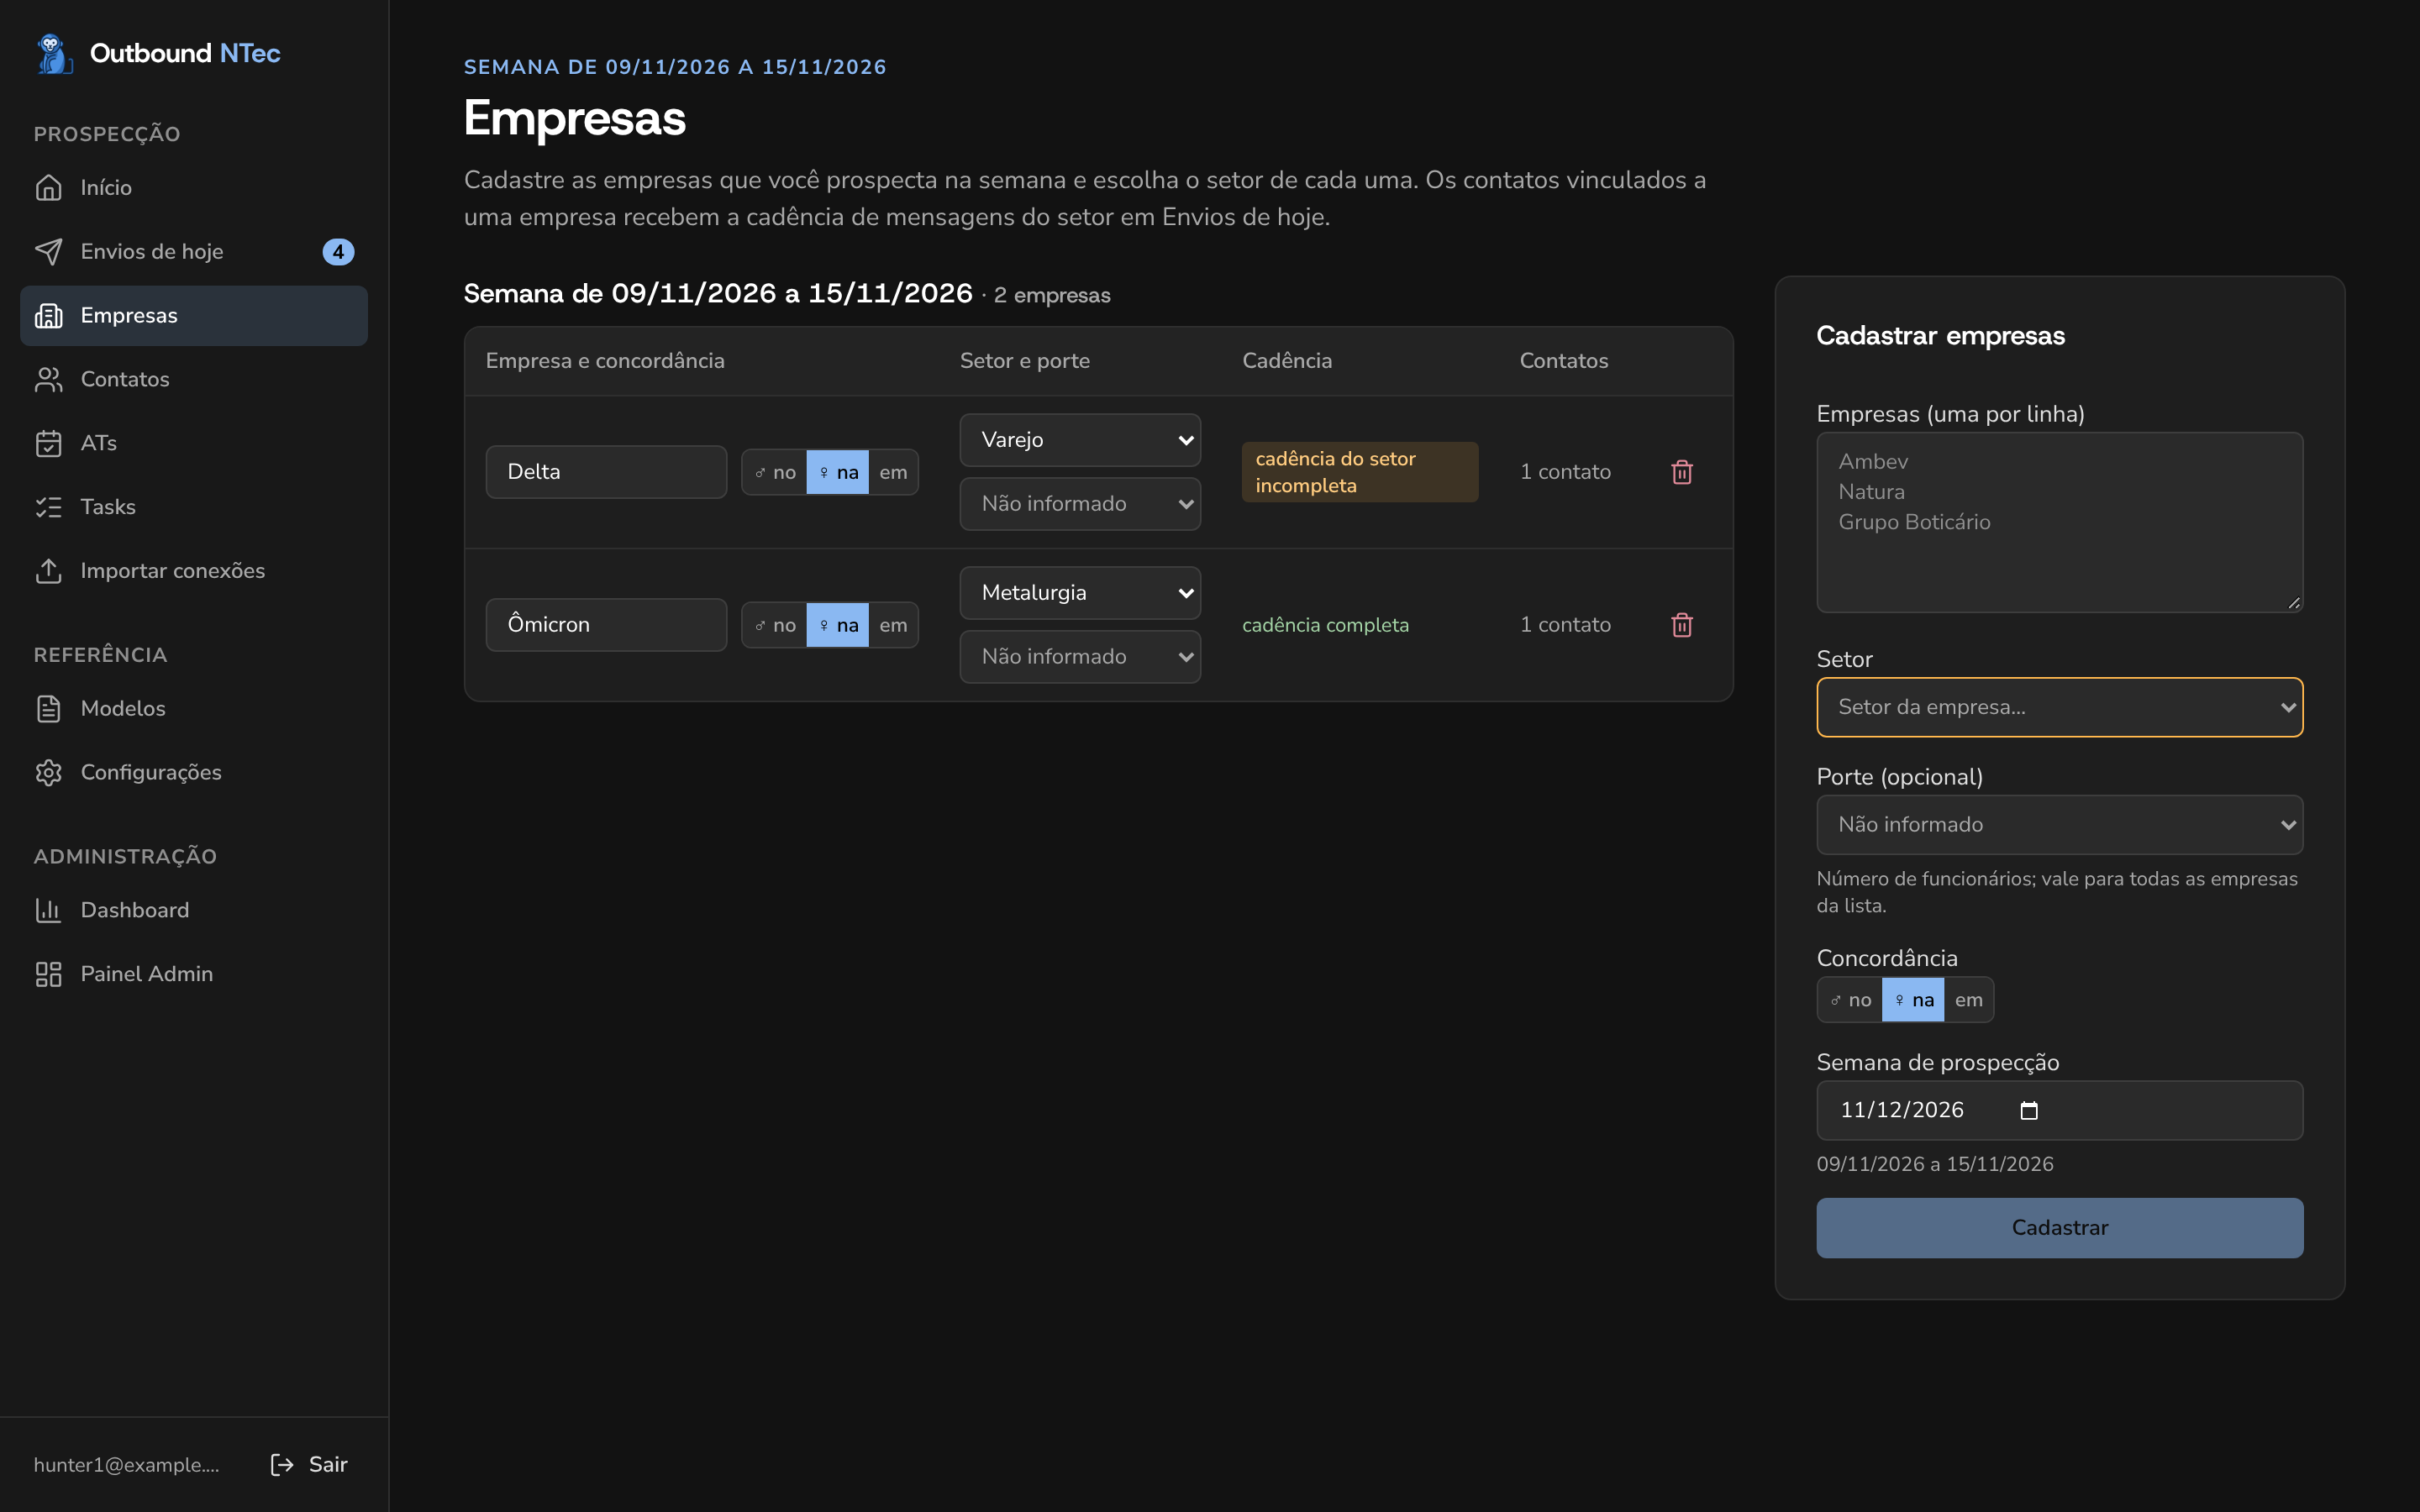 Outbound NTec
PROSPECÇÃO
Início
Envios de hoje 4
Empresas
Contatos
ATs
Tasks
Importar conexões
REFERÊNCIA
Modelos
Configurações
ADMINISTRAÇÃO
Dashboard
Painel Admin
hunter1@example.... Sair
SEMANA DE 09/11/2026 A 15/11/2026
Empresas
Cadastre as empresas que você prospecta na semana e escolha o setor de cada uma. Os contatos vinculados a
uma empresa recebem a cadência de mensagens do setor em Envios de hoje.
Semana de 09/11/2026 a 15/11/2026 · 2 empresas
Empresa e concordância Setor e porte Cadência Contatos
Delta ♂ no ♀ na em Varejo Não informado cadência do setor incompleta 1 contato
Ômicron ♂ no ♀ na em Metalurgia Não informado cadência completa 1 contato
Cadastrar empresas
Empresas (uma por linha)
Ambev
Natura
Grupo Boticário
Setor
Setor da empresa...
Porte (opcional)
Não informado
Número de funcionários; vale para todas as empresas
da lista.
Concordância
♂ no ♀ na em
Semana de prospecção
11/12/2026
09/11/2026 a 15/11/2026
Cadastrar